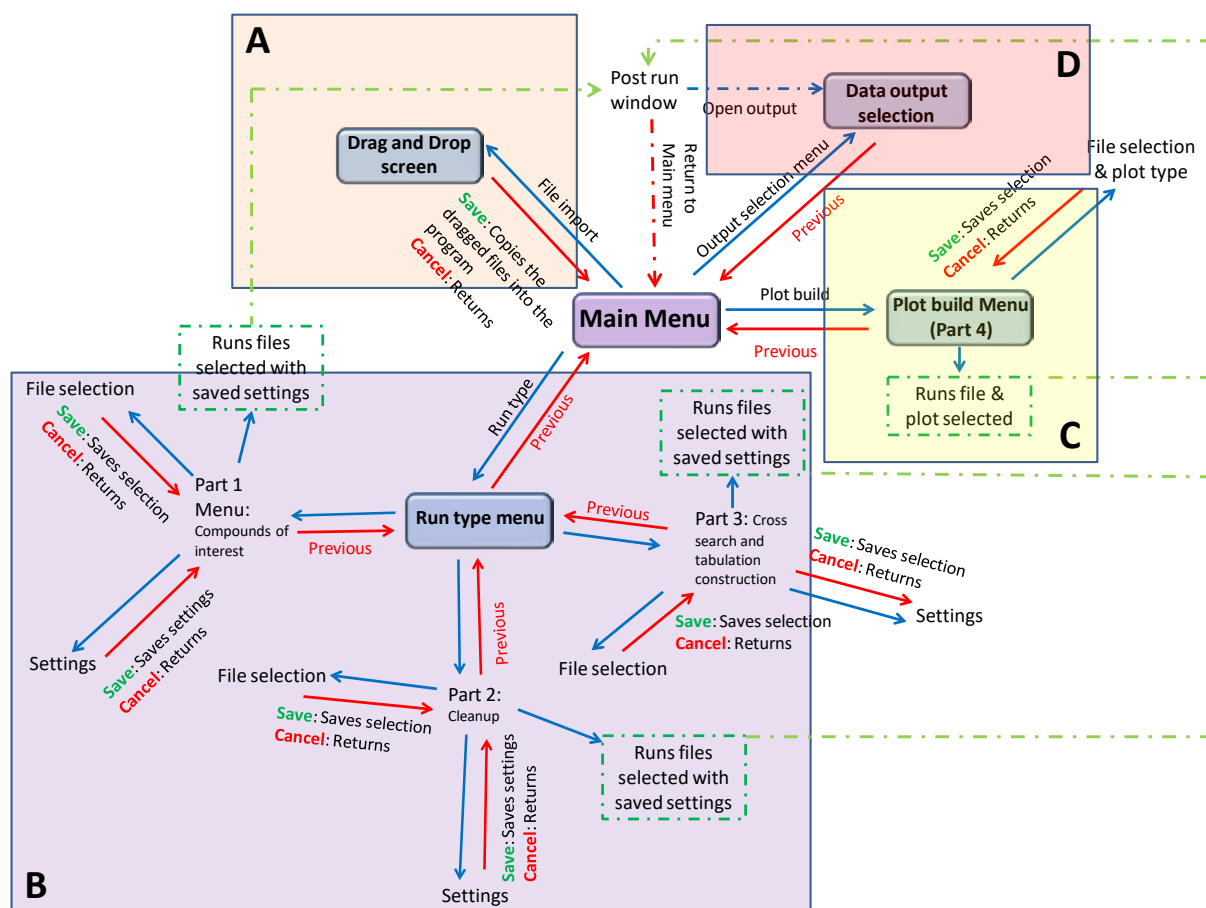 A
D
Post run
window
Open output
Data output
selection
Drag and Drop
screen
File import
Save: Copies the
dragged files into the
program
Cancel: Returns
Return to
Main menu
Output selection menu
Previous
File selection
& plot type
Save: Saves selection
Cancel: Returns
Main Menu
Plot build
Previous
Plot build Menu
(Part 4)
Runs file &
plot selected
C
Runs files
selected with
saved settings
File selection
Save: Saves selection
Cancel: Returns
Run type
Previous
Runs files
selected with
saved settings
Part 1
Menu:
Compounds of
interest
Previous
Run type menu
Previous
Part 3: Cross
search and
tabulation
construction
Save: Saves selection
Cancel: Returns
Settings
Settings
Save: Saves settings
Cancel: Returns
Previous
Save: Saves selection
Cancel: Returns
File selection
File selection
Save: Saves selection
Cancel: Returns
Part 2:
Cleanup
Runs files
selected with
saved settings
Save: Saves settings
Cancel: Returns
Settings
B